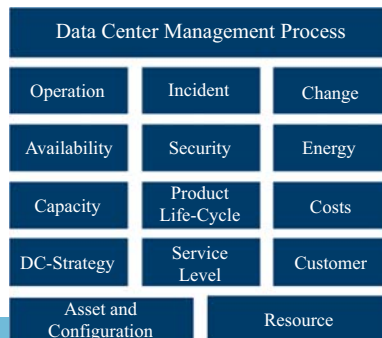 Data Center Management Process
Operation
Incident
Change
Availability
Security
Energy
Capacity
Product
Life-Cycle
Costs
DC-Strategy
Service
Level
Customer
Asset and
Configuration
Resource